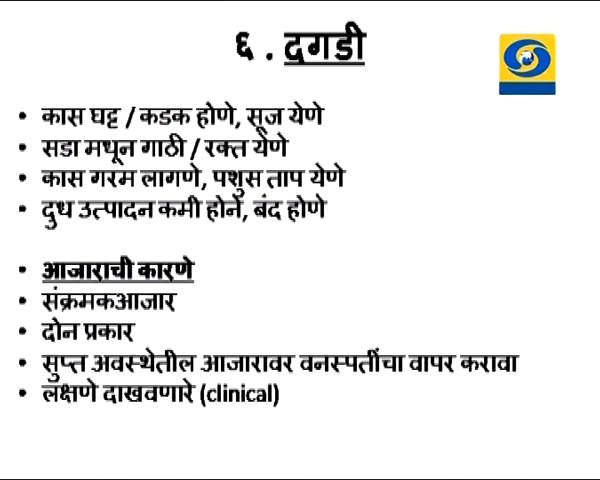 ६ . दगडी
• कास घट्ट / कडक होणे, सूज येणे
• सडा मधून गाठी / रक्त येणे
• कास गरम लागणे, पशुस ताप येणे
• दुध उत्पादन कमी होने, बंद होणे
• आजाराची कारणे
• संक्रमकआजार
• दोन प्रकार
• सुप्त अवस्थेतील आजारावर वनस्पतींचा वापर करावा
• लक्षणे दाखवणारे (clinical)